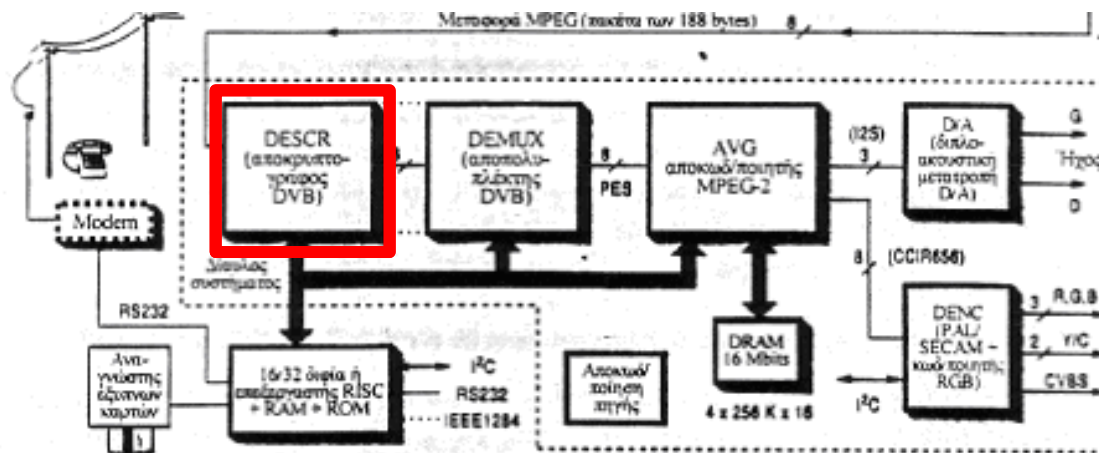 Μεταφορά MPEG (πακέτα των 188 bytes)
8
DESCR
(αποκρυπτο-
γράφος
DVB)
8
DEMUX
(αποπολυ-
πλέκτης
DVB)
8
PES
AVG
αποκωδ/ποιητής
MPEG-2
(I2S)
3
D/A
(διπλο-
ακουστική
μετατροπή
D/A)
G
Ήχος
D
Modem
Δίαυλος
συστήματος
8
(CCIR656)
RS232
Ανα-
γνώστης
έξυπνων
καρτών
16/32 διφία ή
επεξεργαστής RISC
+ RAM + ROM
I²C
RS232
IEEE1284
Αποκωδ/
ποίηση
πηγής
DRAM
16 Mbits
4 x 256 K x 16
I²C
DENC
(PAL/
SECAM +
κωδ/ποιητής
RGB)
3
R.G.B
2
Y/C
CVBS